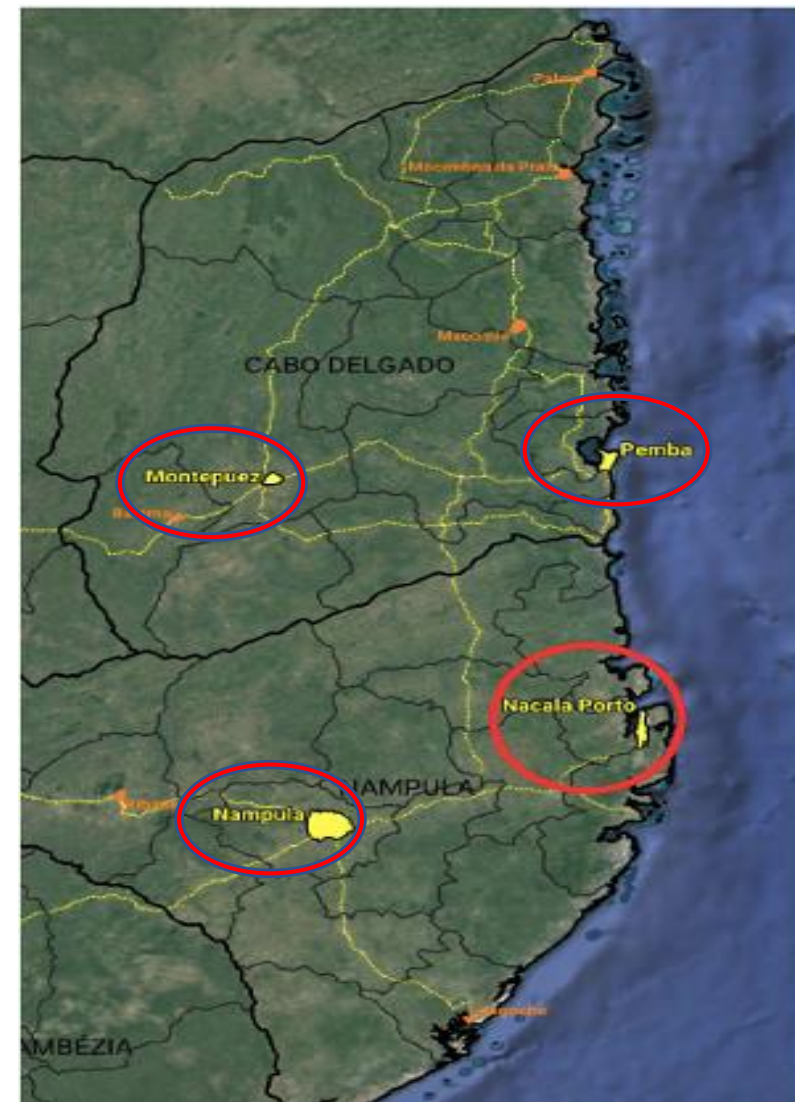 Palma
Mocimboa da Praia
Macomia
CABO DELGADO
Pemba
Montepuez
Nacala Porto
NAMPULA
Nampula
AMBÉZIA